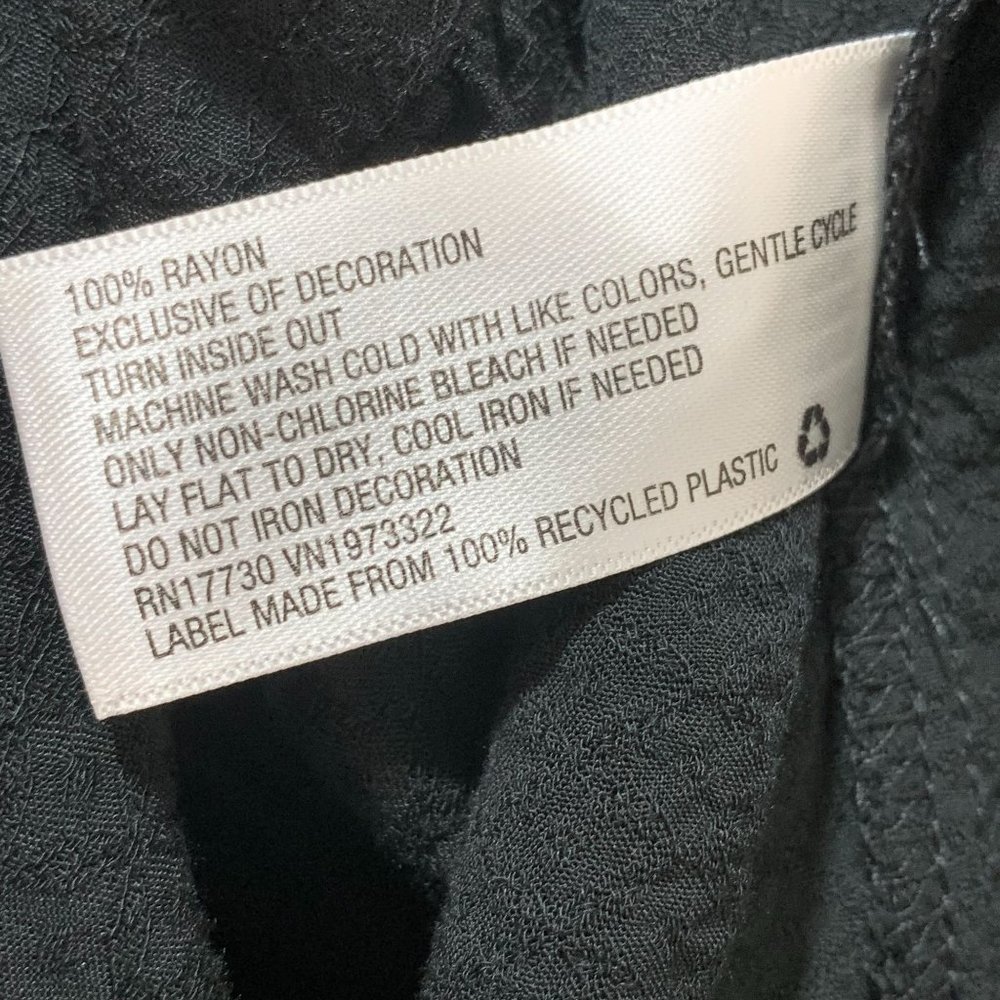 100% RAYON
EXCLUSIVE OF DECORATION
TURN INSIDE OUT
MACHINE WASH COLD WITH LIKE COLORS, GENTLE CYCLE
ONLY NON-CHLORINE BLEACH IF NEEDED
LAY FLAT TO DRY, COOL IRON IF NEEDED
DO NOT IRON DECORATION
RN17730 VN1973322
LABEL MADE FROM 100% RECYCLED PLASTIC